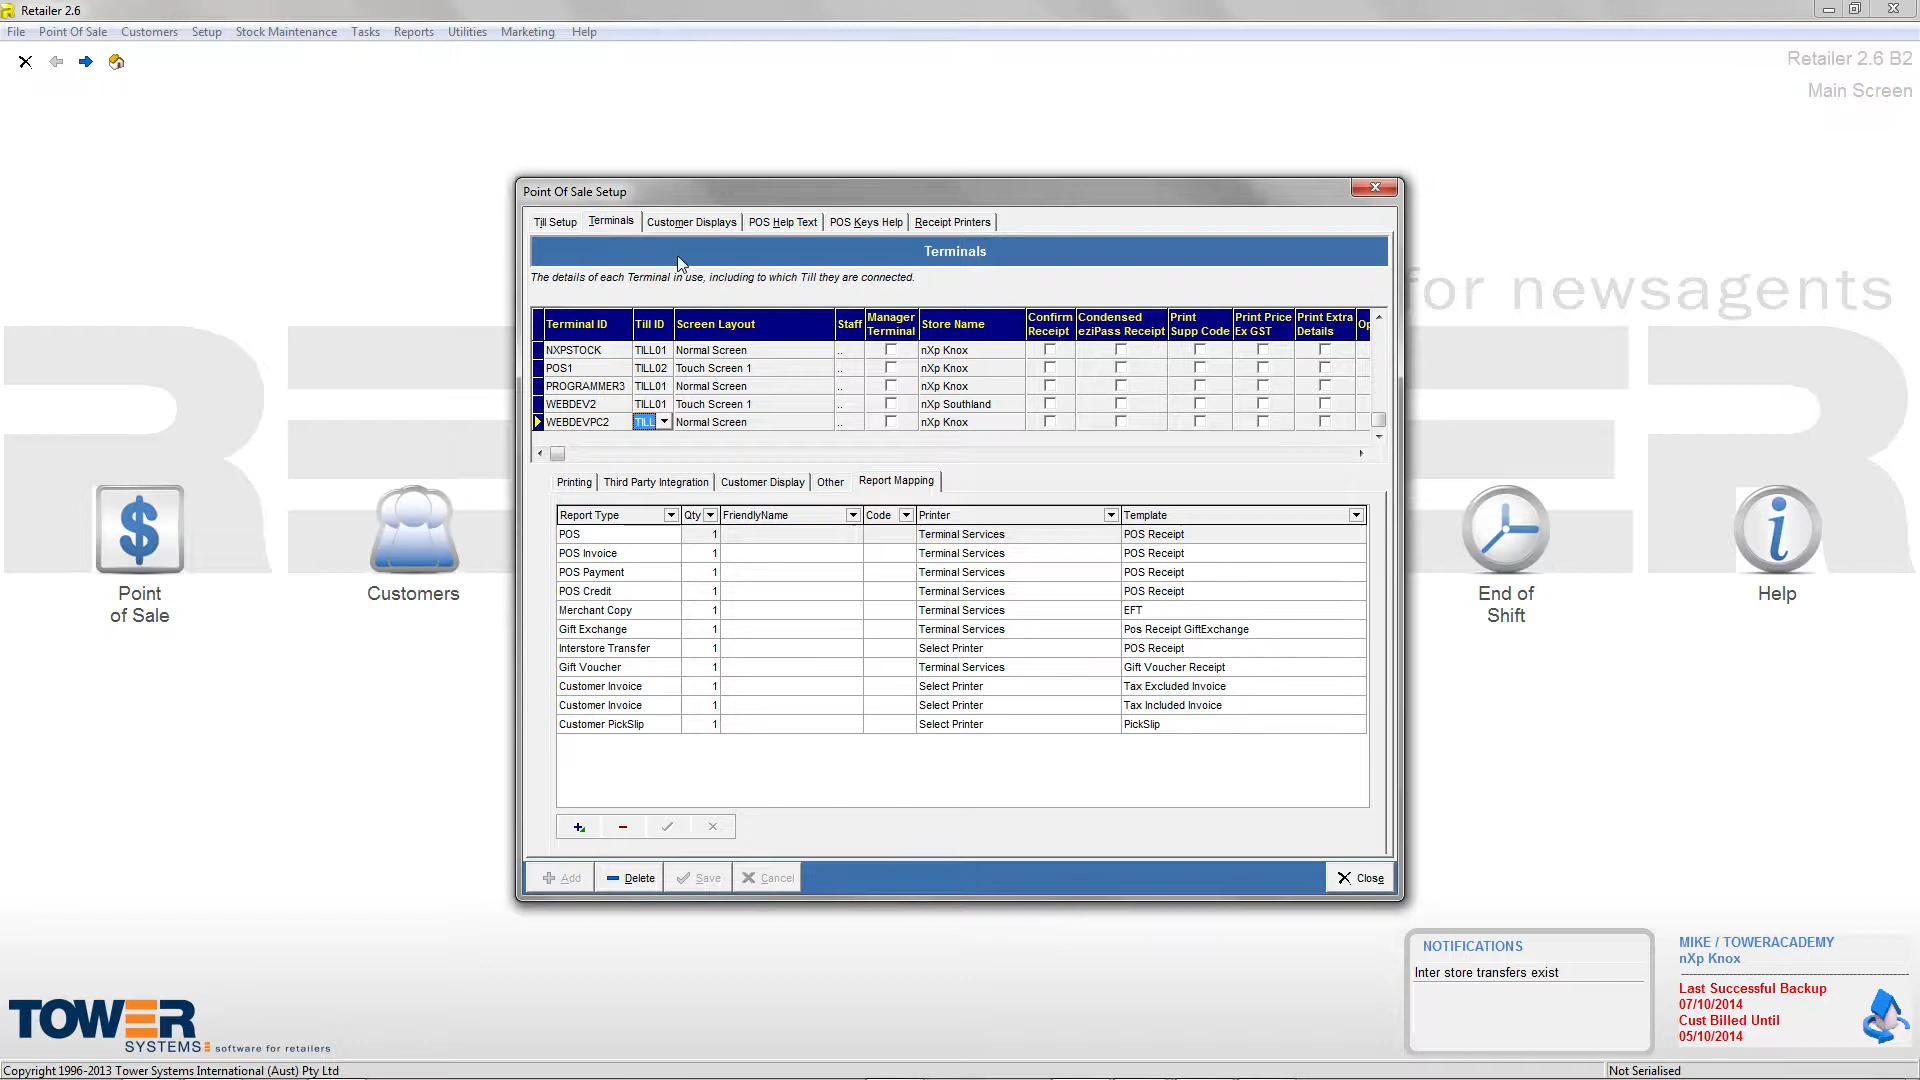 Retailer 2.6
File Point Of Sale Customers Setup Stock Maintenance Tasks Reports Utilities Marketing Help
Retailer 2.6 B2
Main Screen
for newsagents
Point Of Sale Setup
Till Setup Terminals Customer Displays POS Help Text POS Keys Help Receipt Printers
Terminals
The details of each Terminal in use, including to which Till they are connected.
Terminal ID Till ID Screen Layout Staff Manager Terminal Store Name Confirm Receipt Condensed eziPass Receipt Print Supp Code Print Price Ex GST Print Extra Details Op
NXPSTOCK TILL01 Normal Screen .. nXp Knox
POS1 TILL02 Touch Screen 1 .. nXp Knox
PROGRAMMER3 TILL01 Normal Screen .. nXp Knox
WEBDEV2 TILL01 Touch Screen 1 .. nXp Southland
WEBDEVPC2 TILL Normal Screen .. nXp Knox
Printing Third Party Integration Customer Display Other Report Mapping
Report Type Qty FriendlyName Code Printer Template
POS 1 Terminal Services POS Receipt
POS Invoice 1 Terminal Services POS Receipt
POS Payment 1 Terminal Services POS Receipt
POS Credit 1 Terminal Services POS Receipt
Merchant Copy 1 Terminal Services EFT
Gift Exchange 1 Terminal Services Pos Receipt GiftExchange
Interstore Transfer 1 Select Printer POS Receipt
Gift Voucher 1 Terminal Services Gift Voucher Receipt
Customer Invoice 1 Select Printer Tax Excluded Invoice
Customer Invoice 1 Select Printer Tax Included Invoice
Customer PickSlip 1 Select Printer PickSlip
Add Delete Save Cancel Close
Point
of Sale
Customers
End of
Shift
Help
NOTIFICATIONS
Inter store transfers exist
MIKE / TOWERACADEMY
nXp Knox
Last Successful Backup
07/10/2014
Cust Billed Until
05/10/2014
TOWER
SYSTEMS software for retailers
Copyright 1996-2013 Tower Systems International (Aust) Pty Ltd
Not Serialised